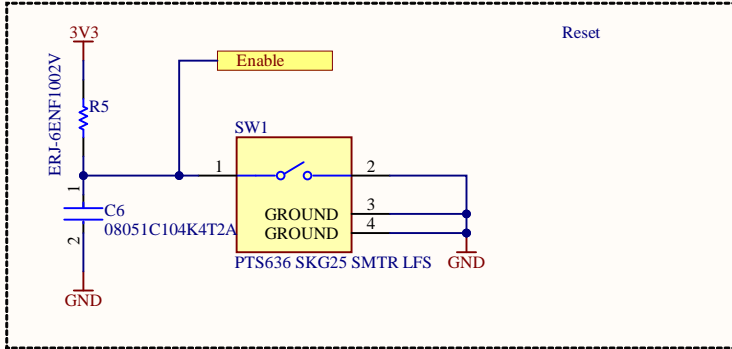 3V3
Reset
Enable
ERJ-6ENF1002V
R5
SW1
1
2
1
C6
2
08051C104K4T2A
GROUND
3
GROUND
4
PTS636 SKG25 SMTR LFS
GND
GND